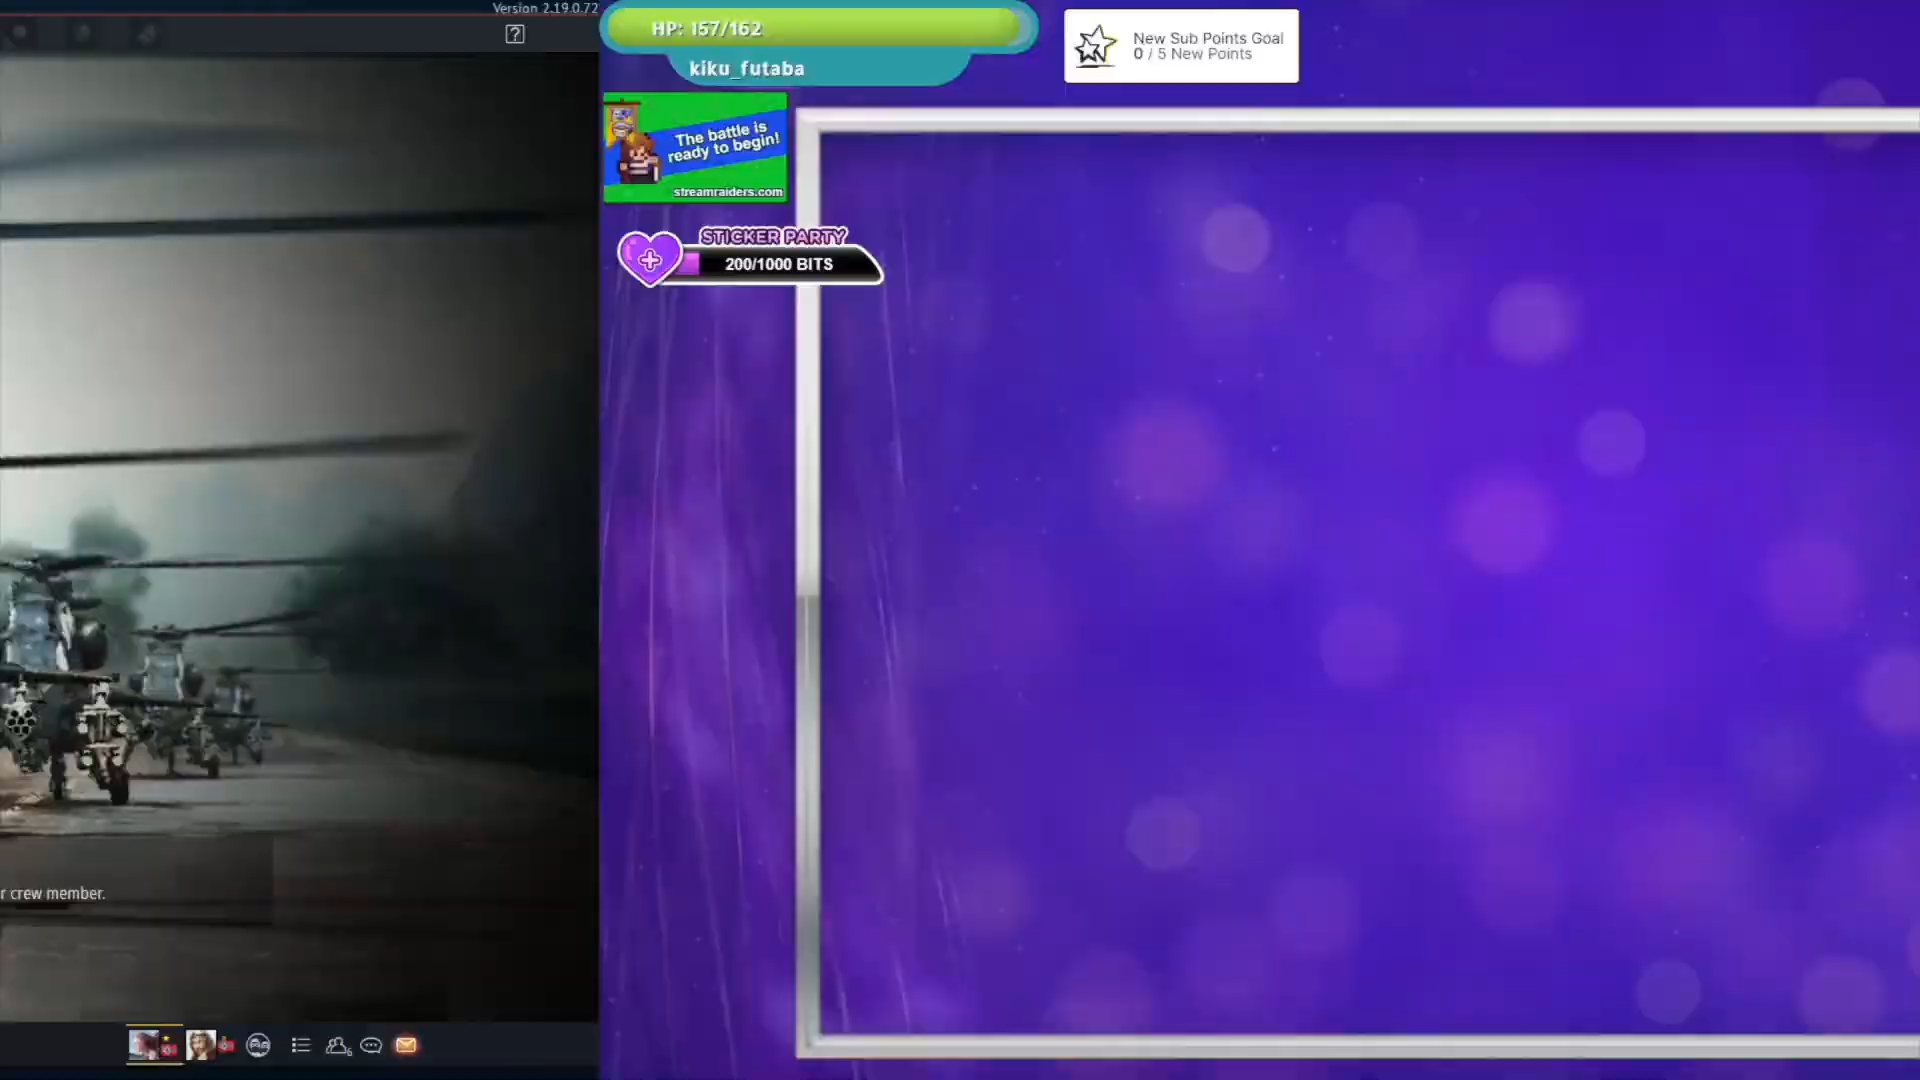 Version 2.19.0.72
HP: 157/162
kiku_futaba
New Sub Points Goal
0 / 5 New Points
The battle is
ready to begin!
streamraiders.com
STICKER PARTY
200/1000 BITS
r crew member.
6